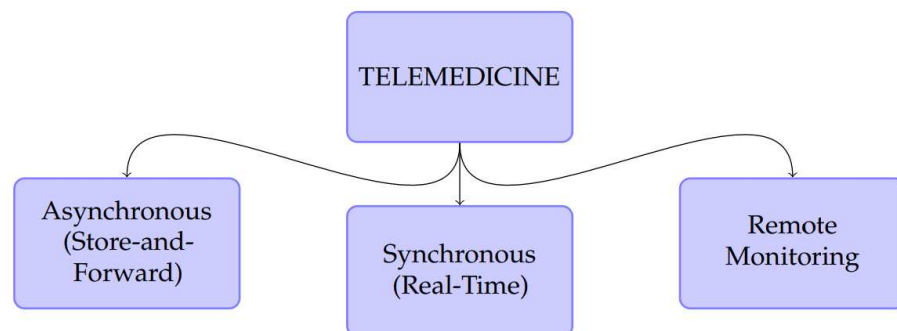 TELEMEDICINE
Asynchronous
(Store-and-
Forward)
Synchronous
(Real-Time)
Remote
Monitoring